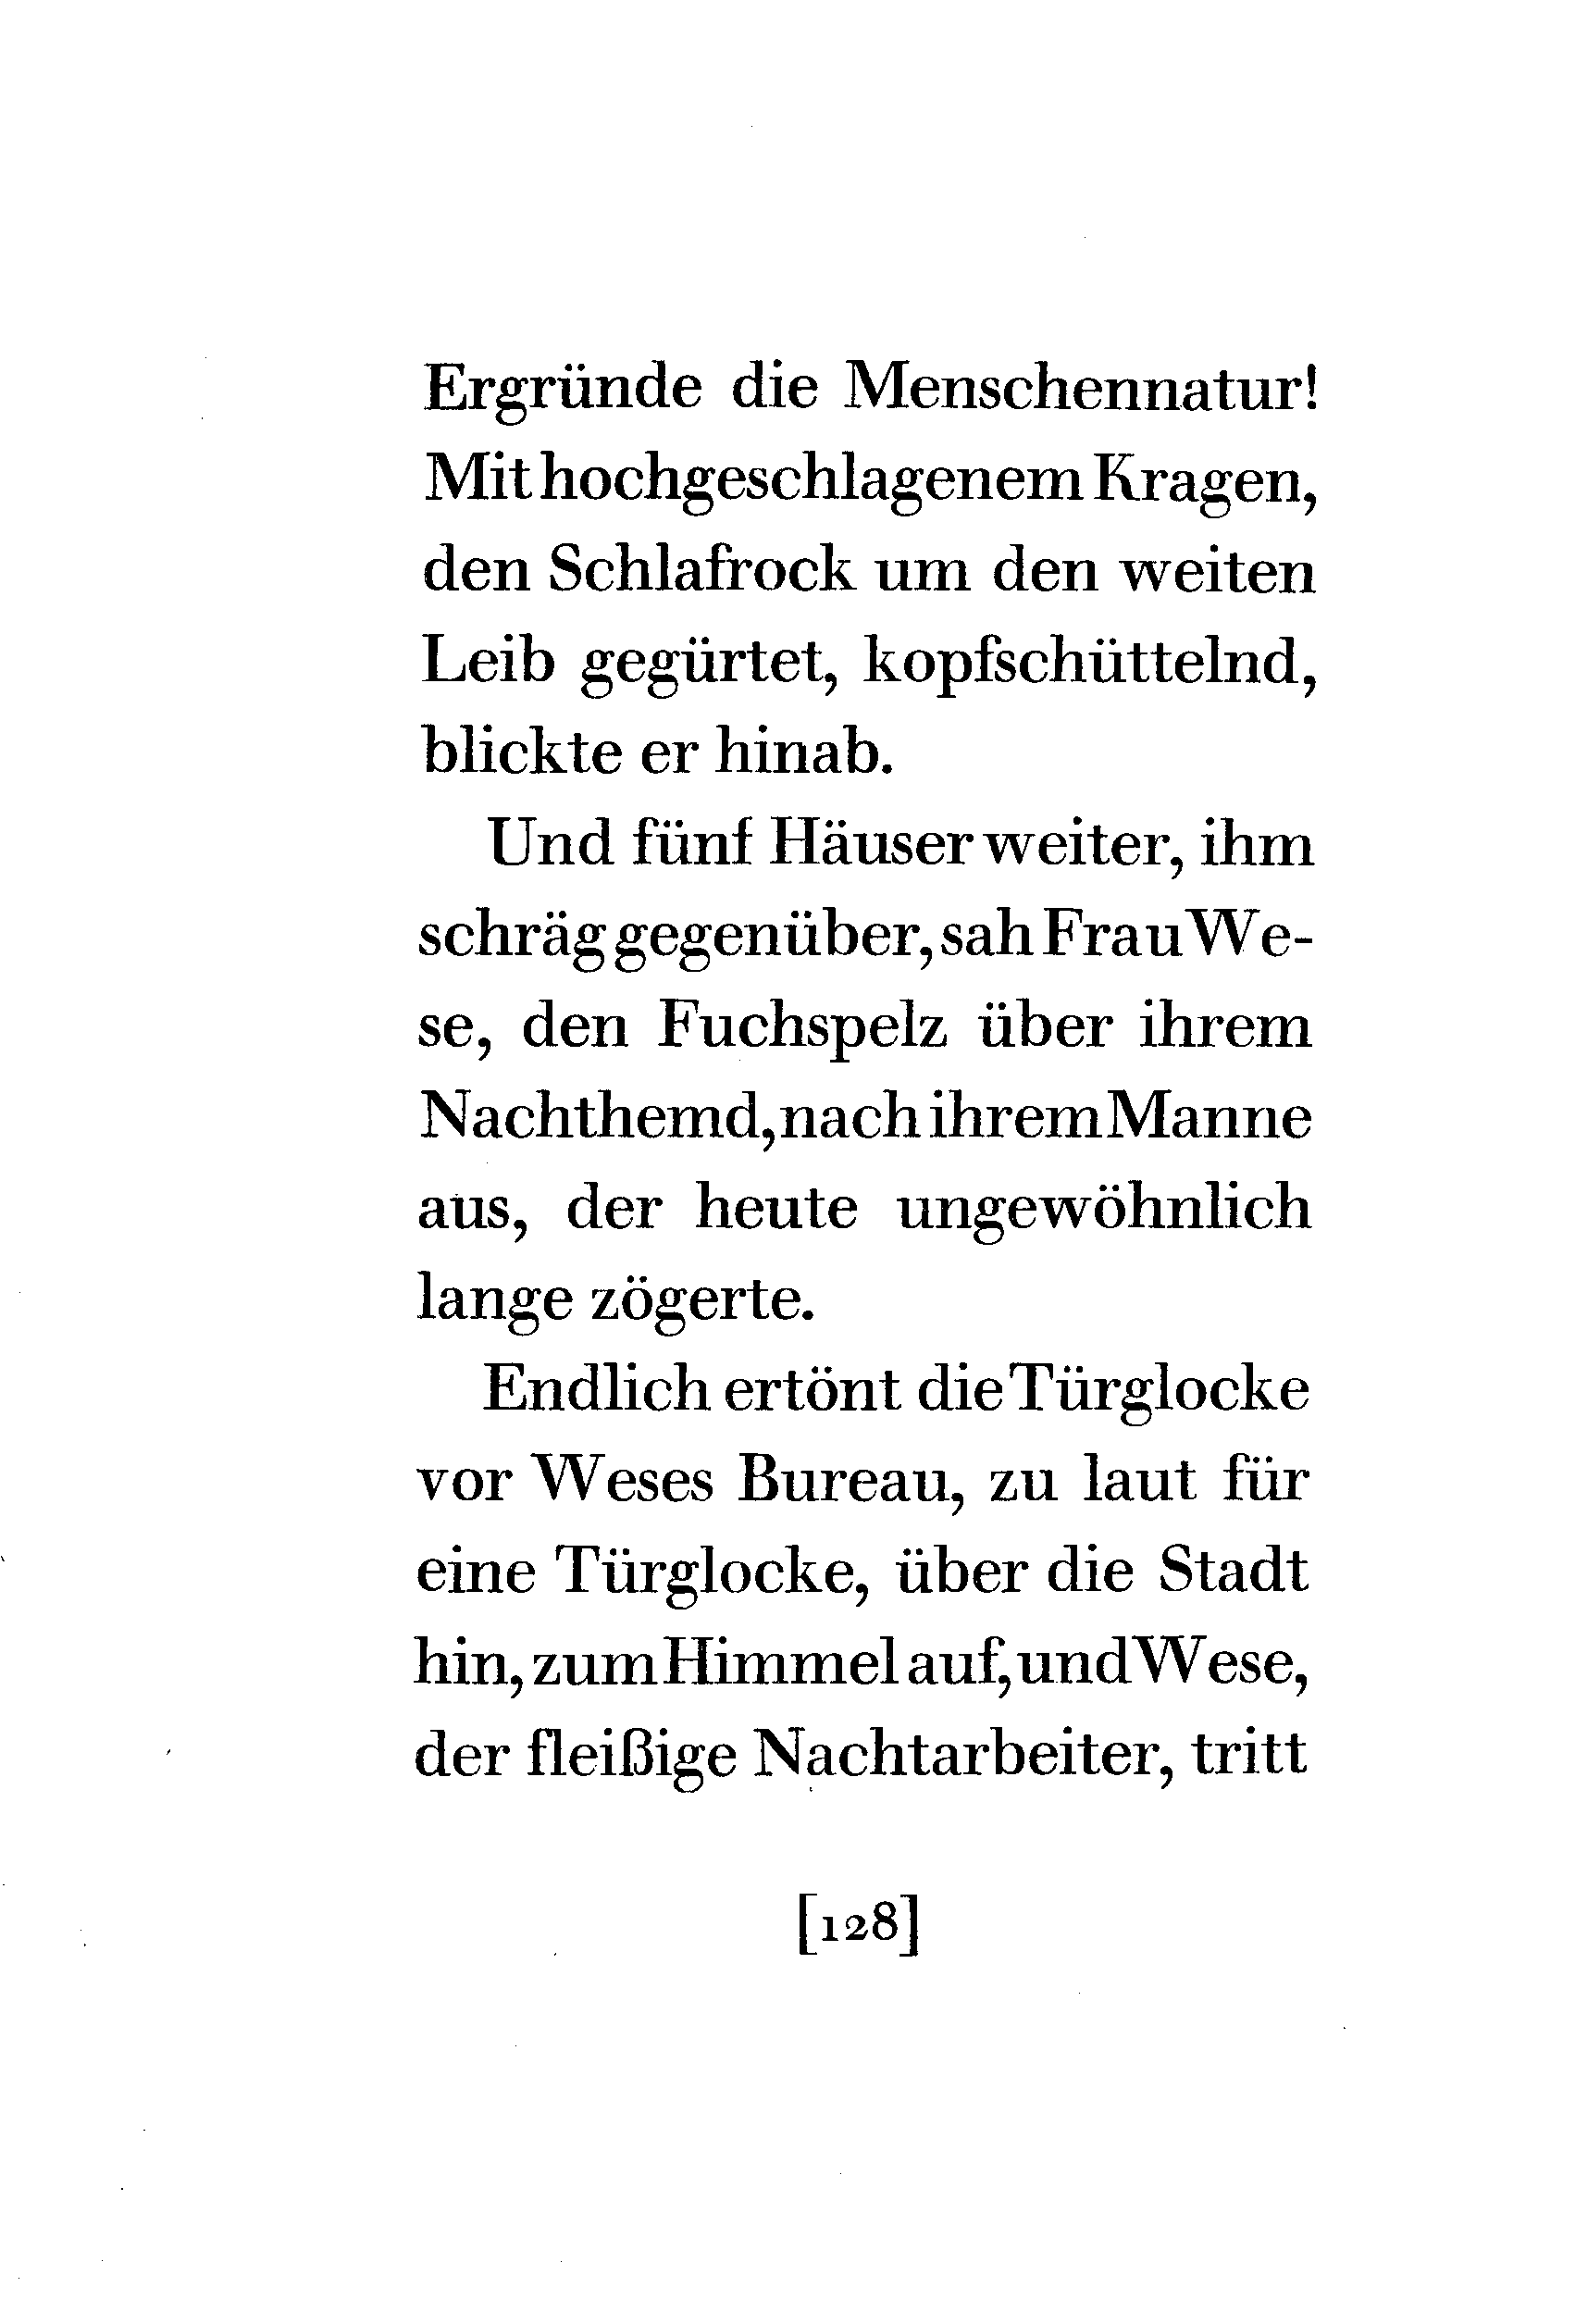 Ergründe die Menschennatur!
Mit hochgeschlagenem Kragen,
den Schlafrock um den weiten
Leib gegürtet, kopfschüttelnd,
blickte er hinab.
Und fünf Häuser weiter, ihm
schräg gegenüber, sah Frau We-
se, den Fuchspelz über ihrem
Nachthemd, nach ihrem Manne
aus, der heute ungewöhnlich
lange zögerte.
Endlich ertönt die Türglocke
vor Weses Bureau, zu laut für
eine Türglocke, über die Stadt
hin, zum Himmel auf, und Wese,
der fleißige Nachtarbeiter, tritt
[128]